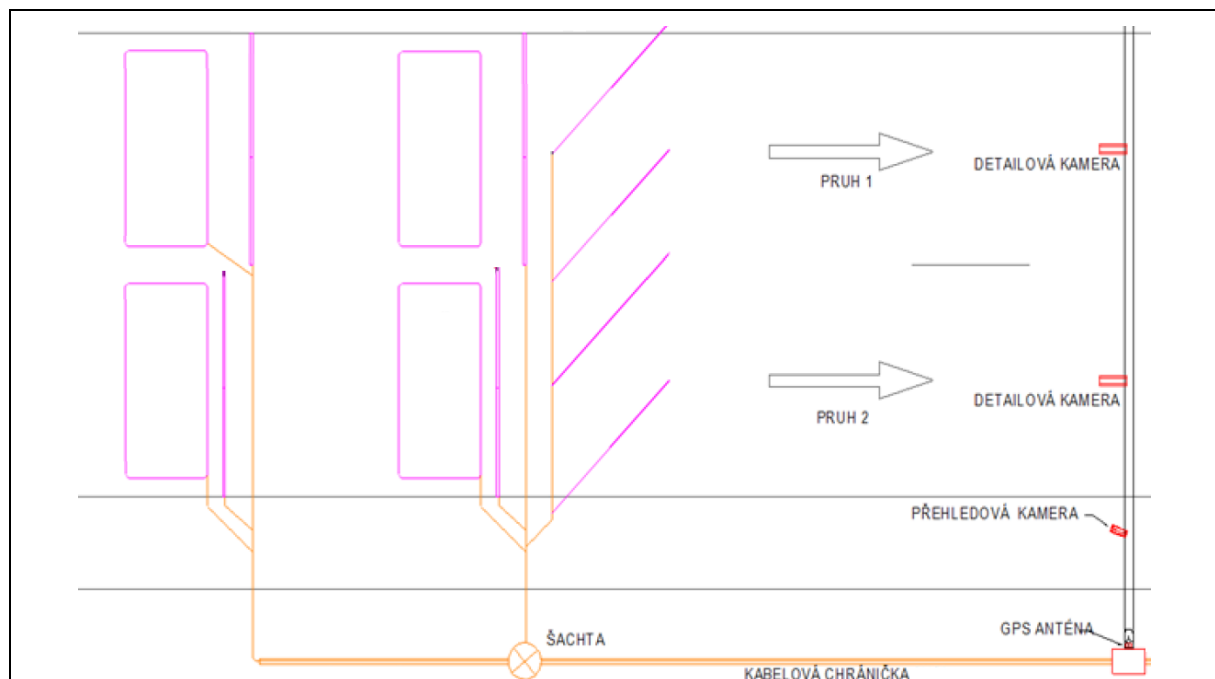 DETAILOVÁ KAMERA
PRUH 1
DETAILOVÁ KAMERA
PRUH 2
PŘEHLEDOVÁ KAMERA
GPS ANTÉNA
ŠACHTA
KABELOVÁ CHRÁNIČKA